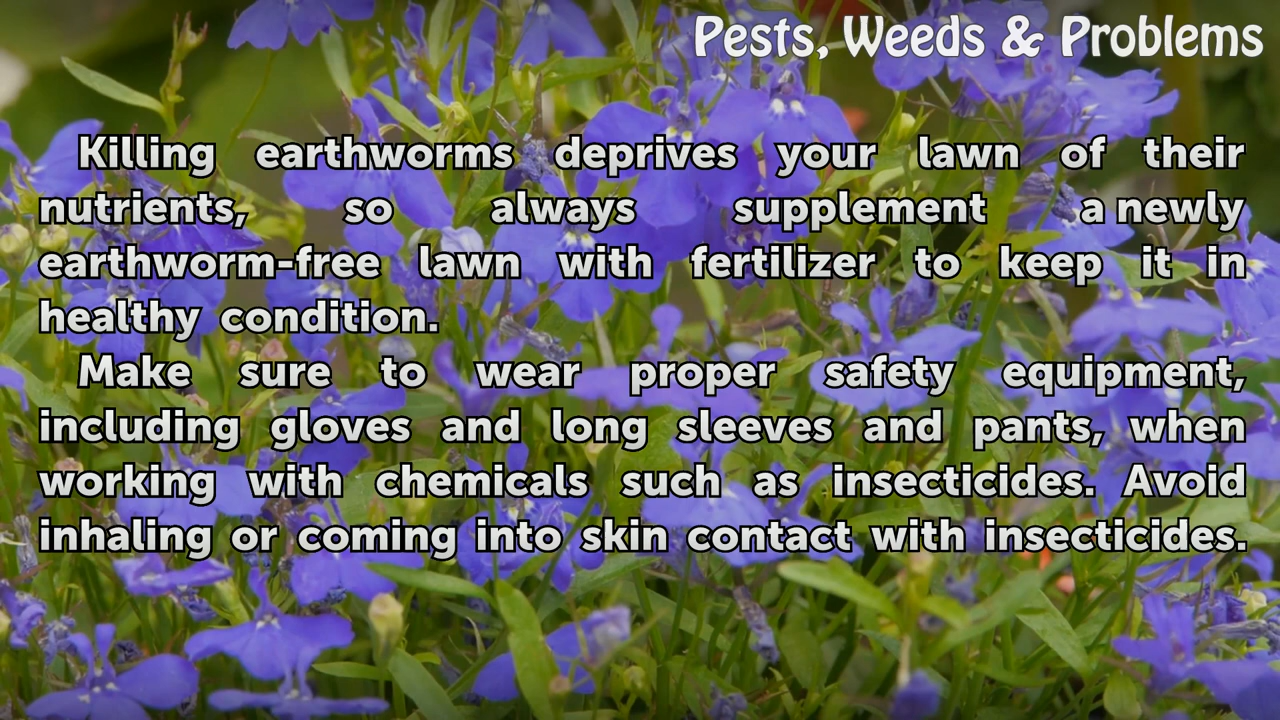 Pests, Weeds & Problems
Killing earthworms deprives your lawn of their
nutrients, so always supplement a newly
earthworm-free lawn with fertilizer to keep it in
healthy condition.
Make sure to wear proper safety equipment,
including gloves and long sleeves and pants, when
working with chemicals such as insecticides. Avoid
inhaling or coming into skin contact with insecticides.